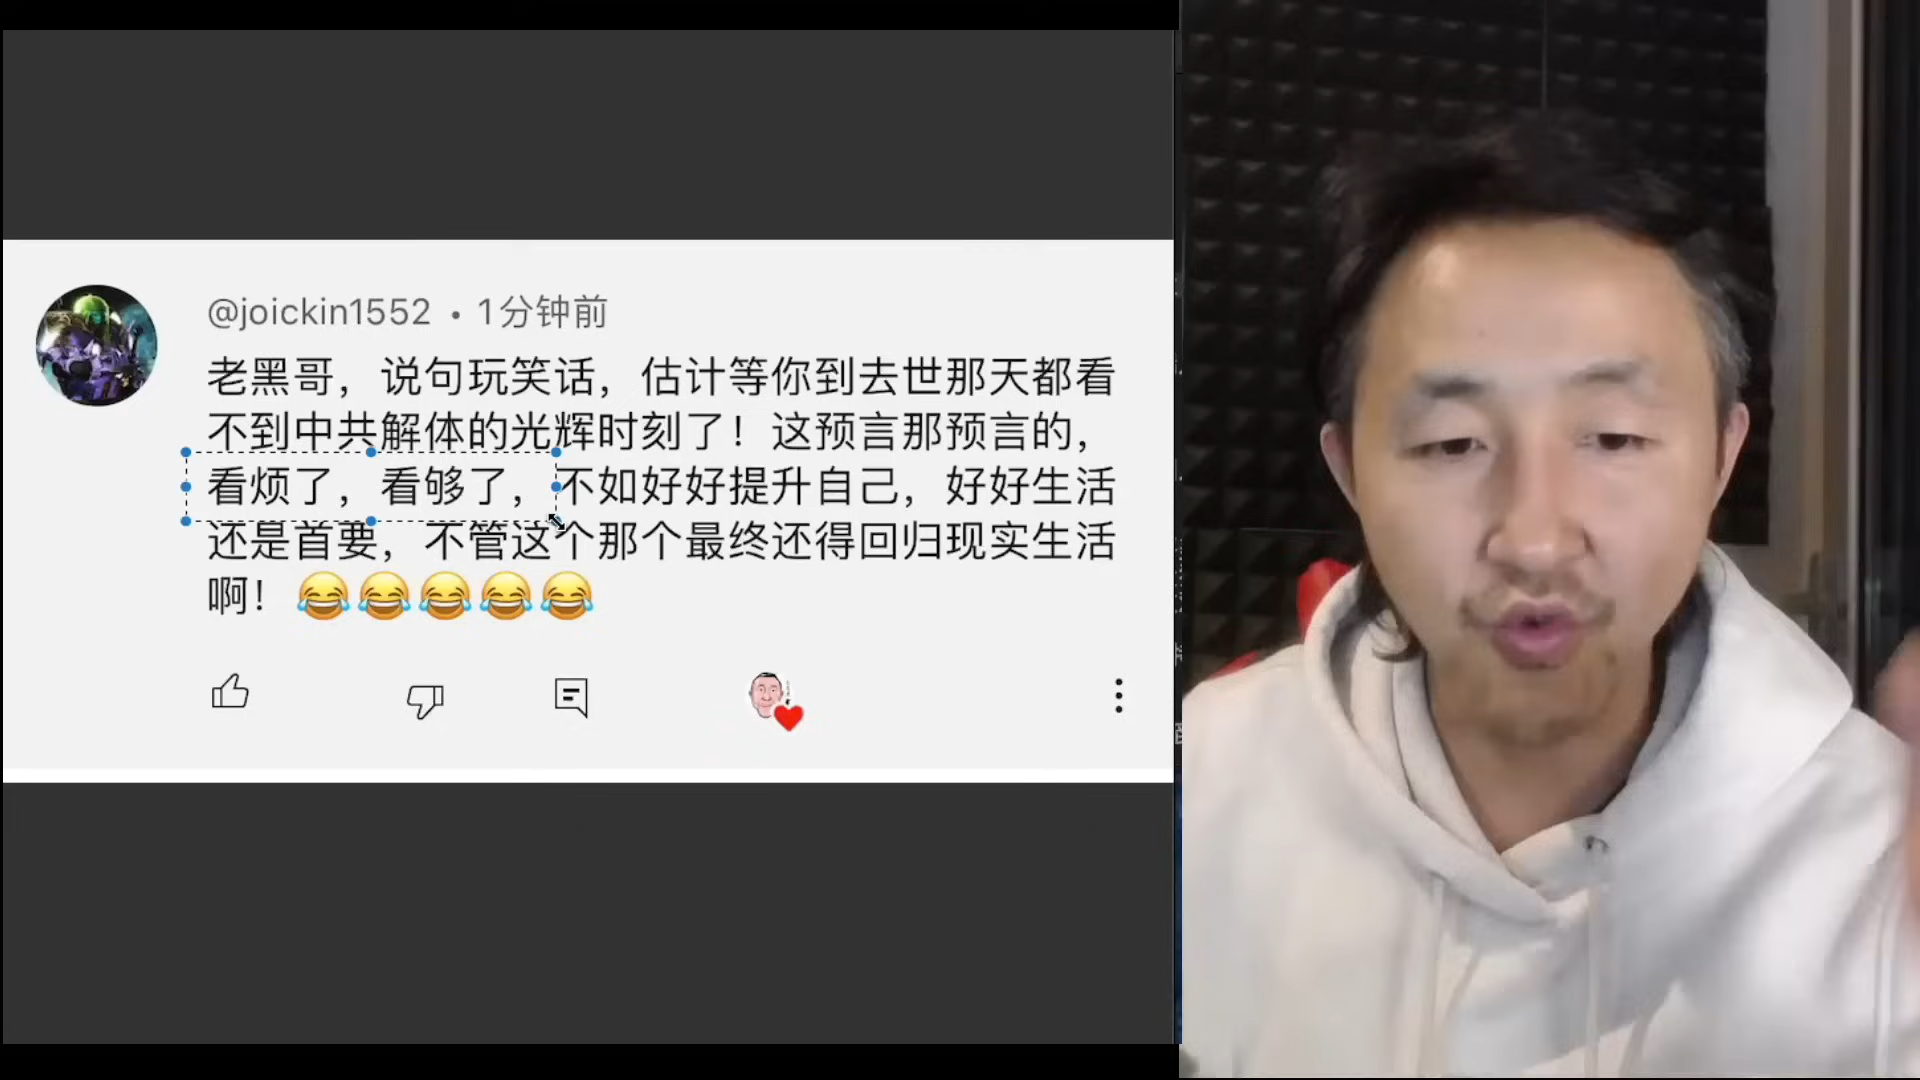 @joickin1552 • 1分钟前
老黑哥，说句玩笑话，估计等你到去世那天都看
不到中共解体的光辉时刻了！这预言那预言的，
看烦了，看够了，不如好好提升自己，好好生活
还是首要，不管这个那个最终还得回归现实生活
啊！😂😂😂😂😂